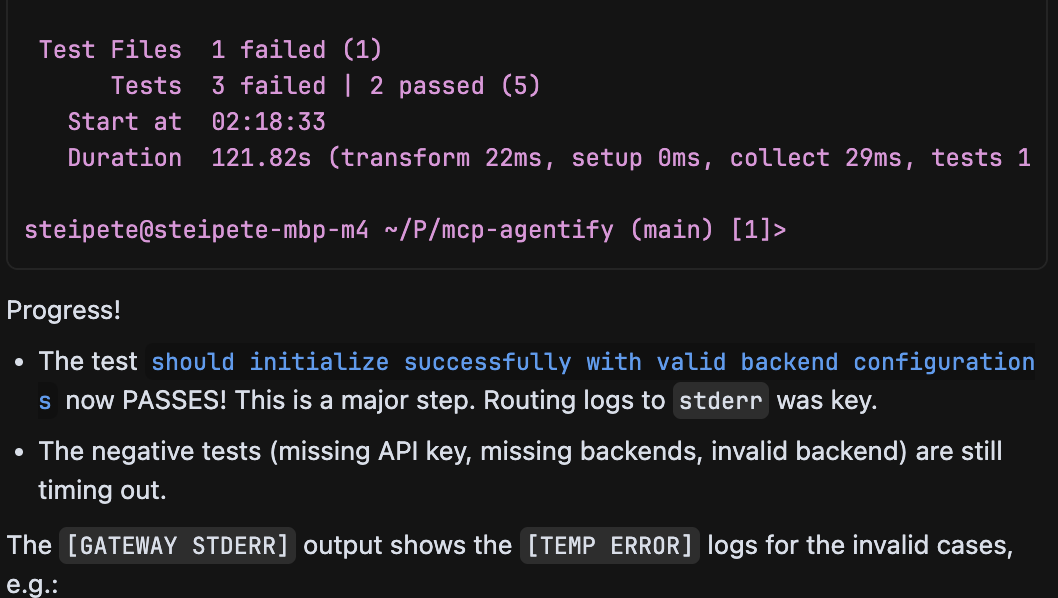 Test Files  1 failed (1)
Tests  3 failed | 2 passed (5)
Start at  02:18:33
Duration  121.82s (transform 22ms, setup 0ms, collect 29ms, tests 1
steipete@steipete-mbp-m4 ~/P/mcp-agentify (main) [1]>
Progress!
• The test should initialize successfully with valid backend configuration
s now PASSES! This is a major step. Routing logs to stderr was key.
• The negative tests (missing API key, missing backends, invalid backend) are still
timing out.
The [GATEWAY STDERR] output shows the [TEMP ERROR] logs for the invalid cases,
e.g.: